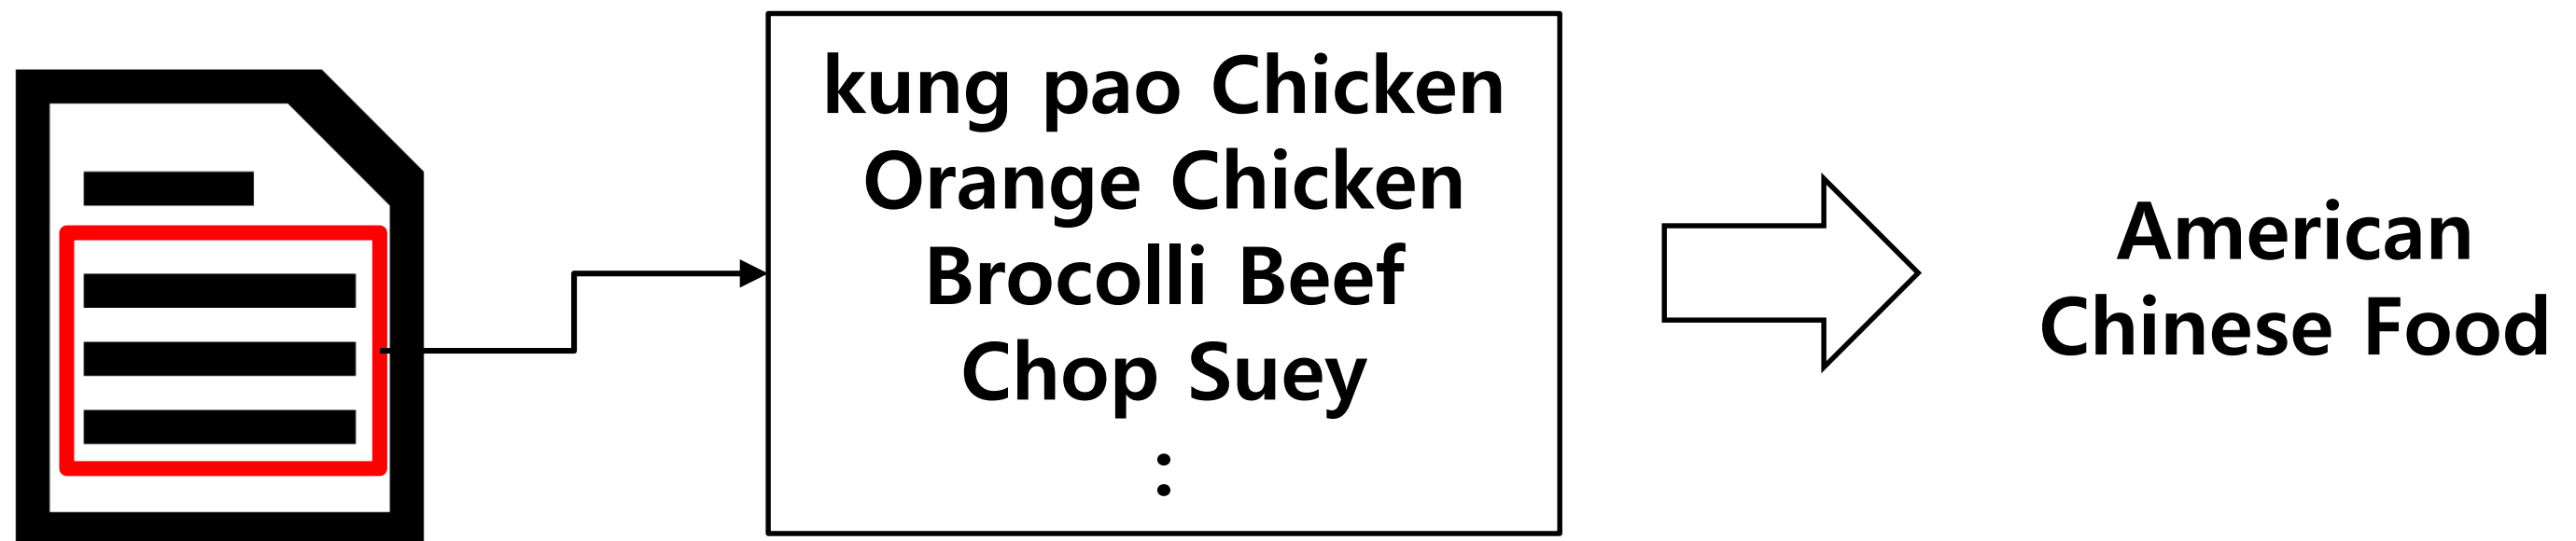 kung pao Chicken
Orange Chicken
Brocolli Beef
Chop Suey
:
American
Chinese Food